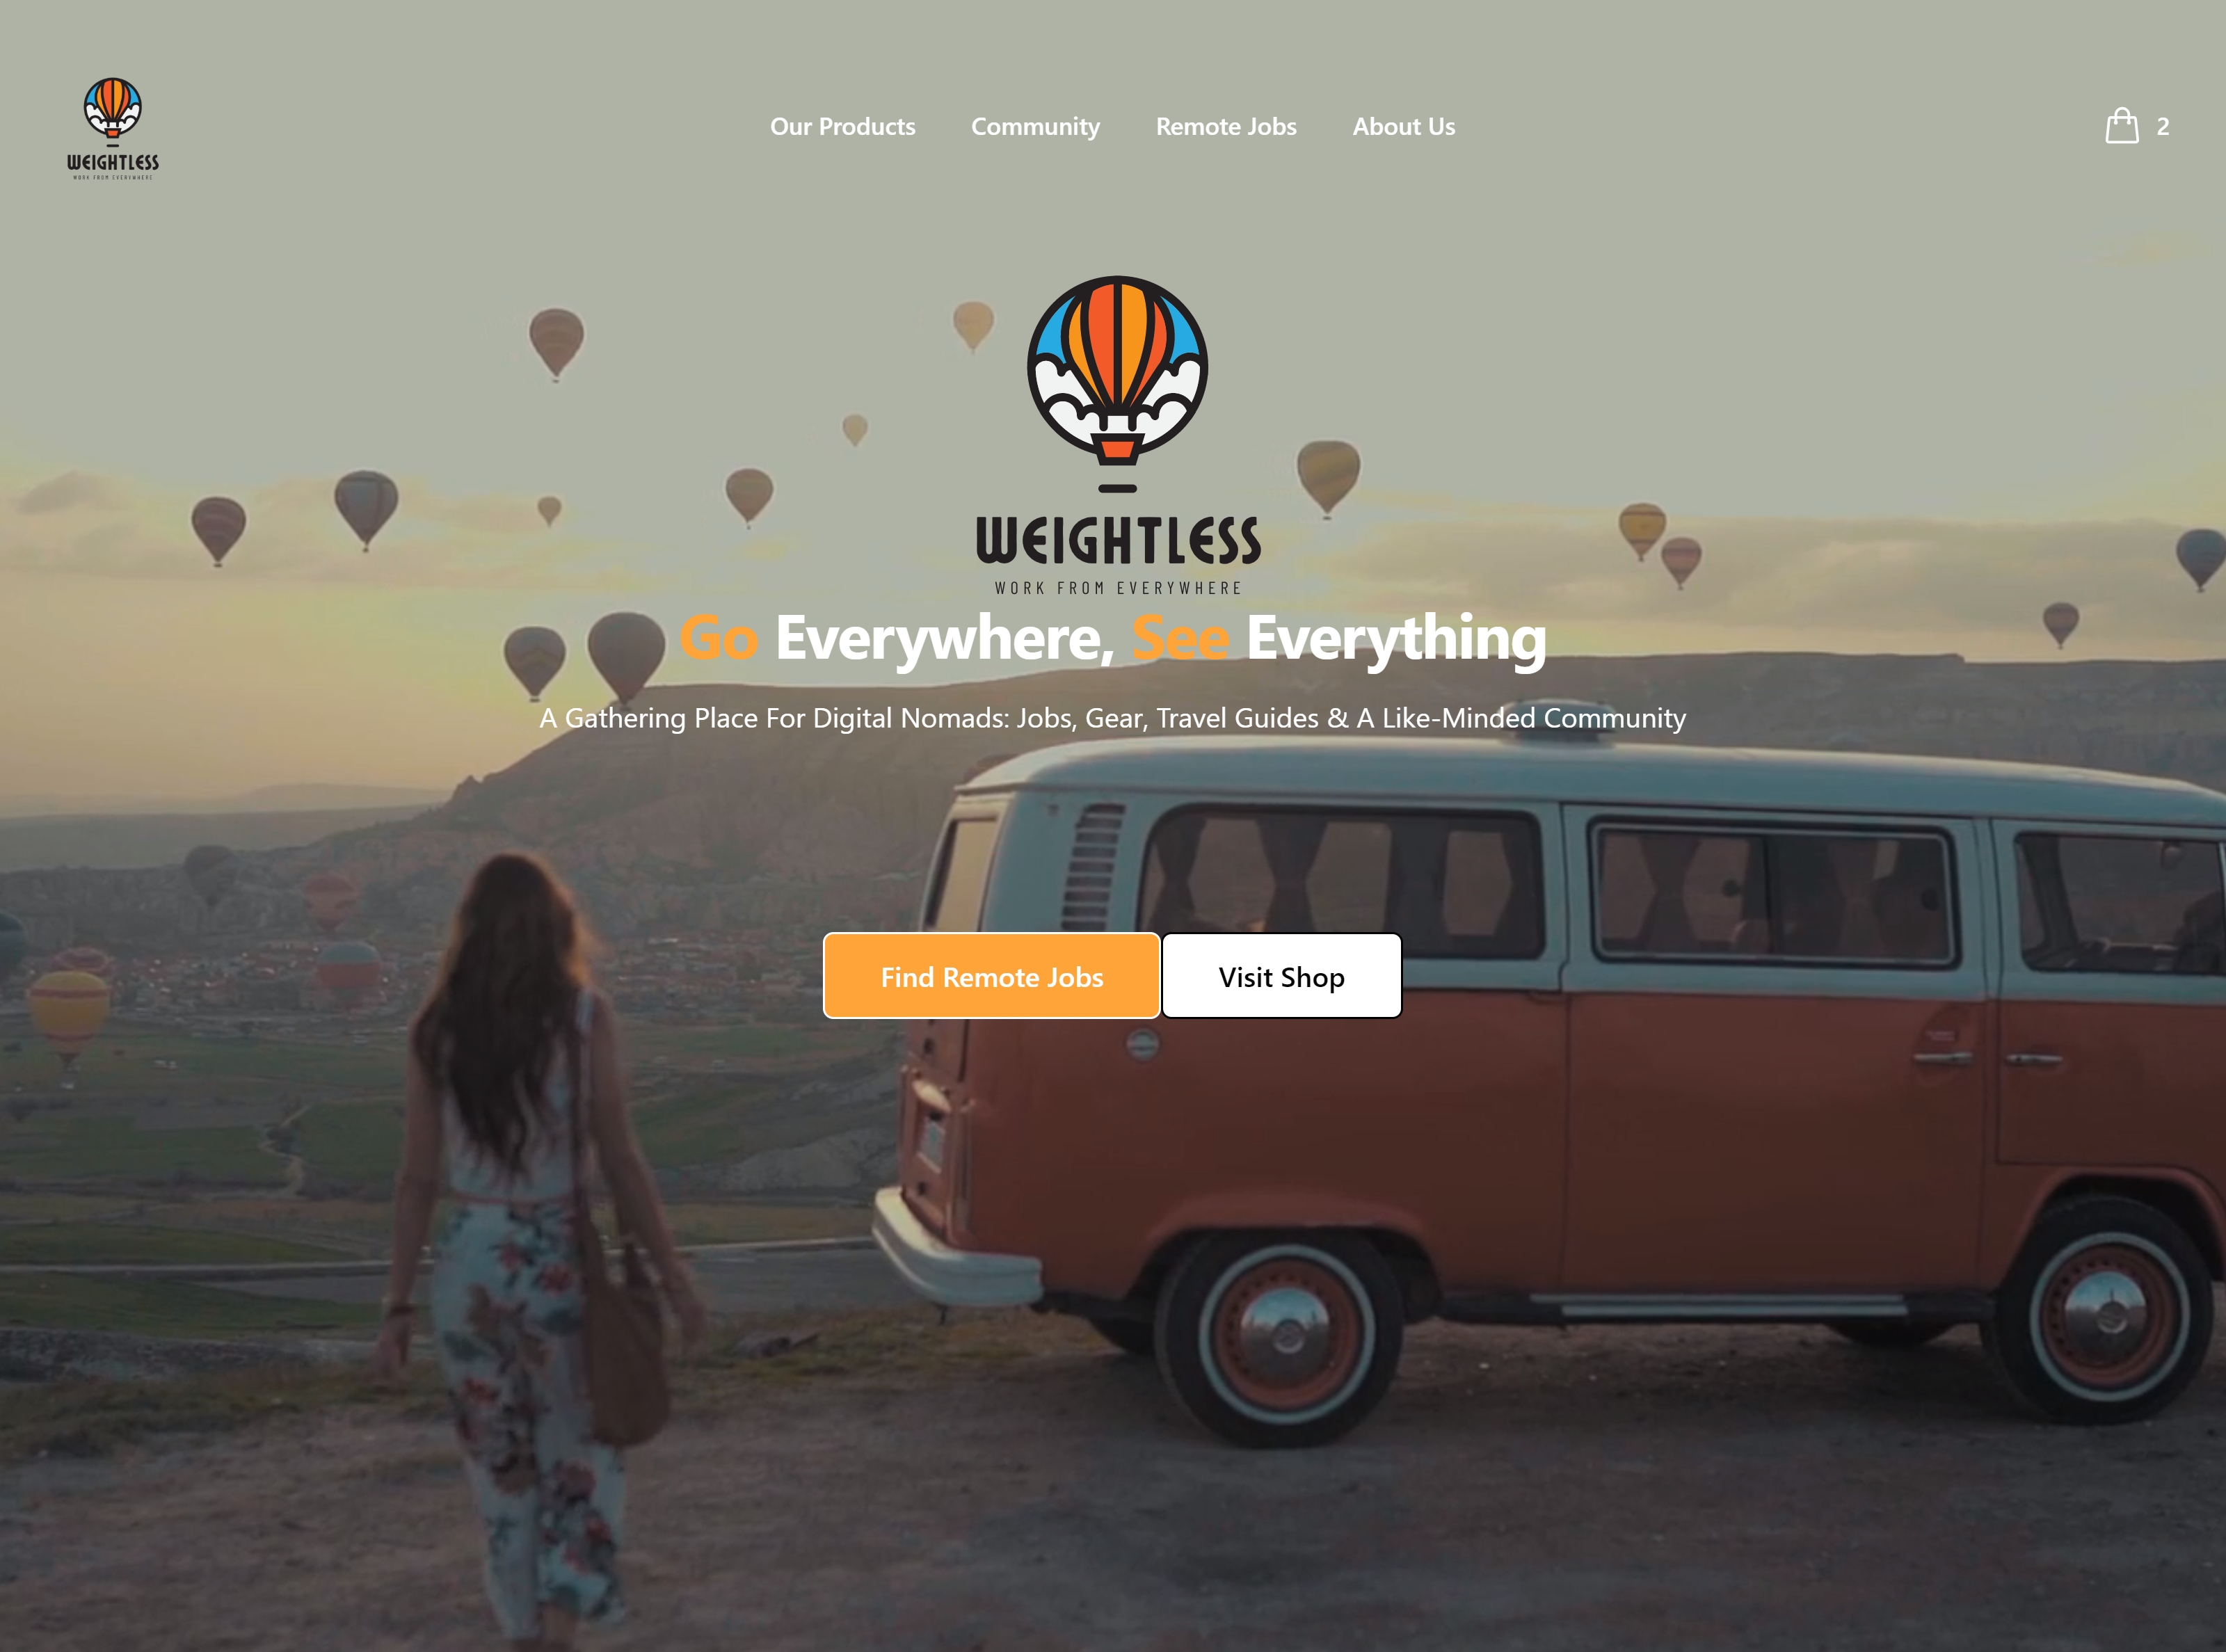 WEIGHTLESS
WORK FROM EVERYWHERE
Our Products
Community
Remote Jobs
About Us
2
WEIGHTLESS
WORK FROM EVERYWHERE
Go Everywhere, See Everything
A Gathering Place For Digital Nomads: Jobs, Gear, Travel Guides & A Like-Minded Community
Find Remote Jobs
Visit Shop